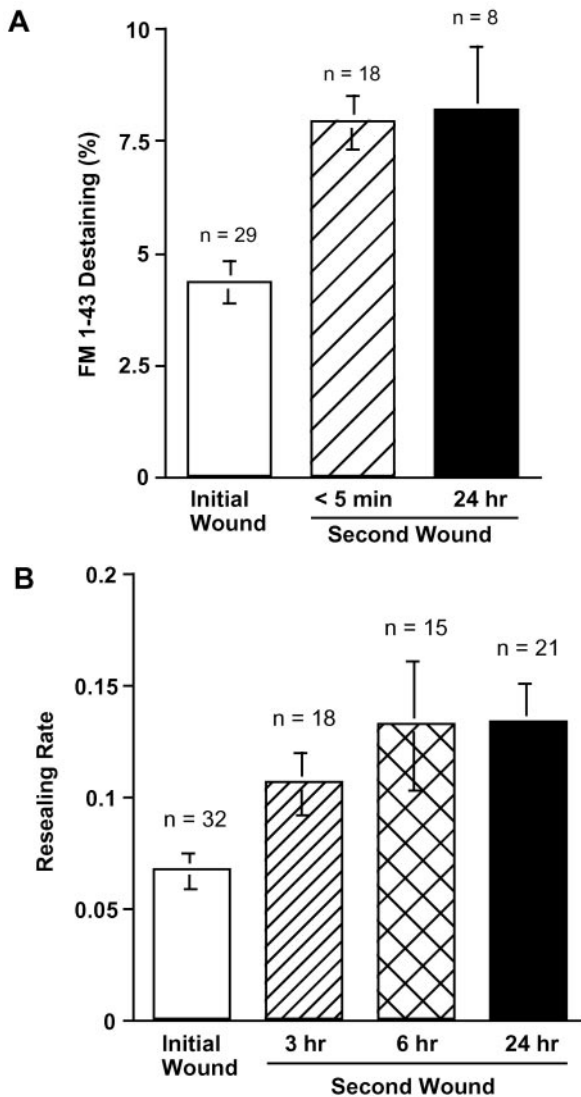 A
10
n = 8
n = 18
7.5
FM 1-43 Destaining (%)
n = 29
5
2.5
0
Initial
Wound
< 5 min
24 hr
Second Wound
B
0.2
n = 15
n = 21
0.15
n = 18
Resealing Rate
0.1
n = 32
0.05
0
Initial
Wound
3 hr
6 hr
24 hr
Second Wound